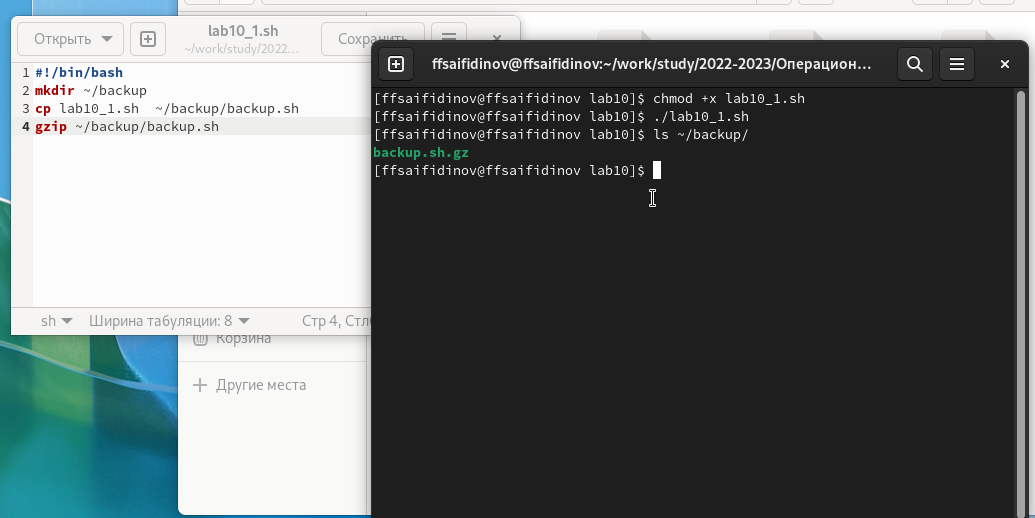 Открыть
lab10_1.sh
~/work/study/2022...
Сохранить
1 #!/bin/bash
2 mkdir ~/backup
3 cp lab10_1.sh  ~/backup/backup.sh
4 gzip ~/backup/backup.sh
sh
Ширина табуляции: 8
Стр 4, Стл
Корзина
Другие места
ffsaifidinov@ffsaifidinov:~/work/study/2022-2023/Операцион...
[ffsaifidinov@ffsaifidinov lab10]$ chmod +x lab10_1.sh
[ffsaifidinov@ffsaifidinov lab10]$ ./lab10_1.sh
[ffsaifidinov@ffsaifidinov lab10]$ ls ~/backup/
backup.sh.gz
[ffsaifidinov@ffsaifidinov lab10]$